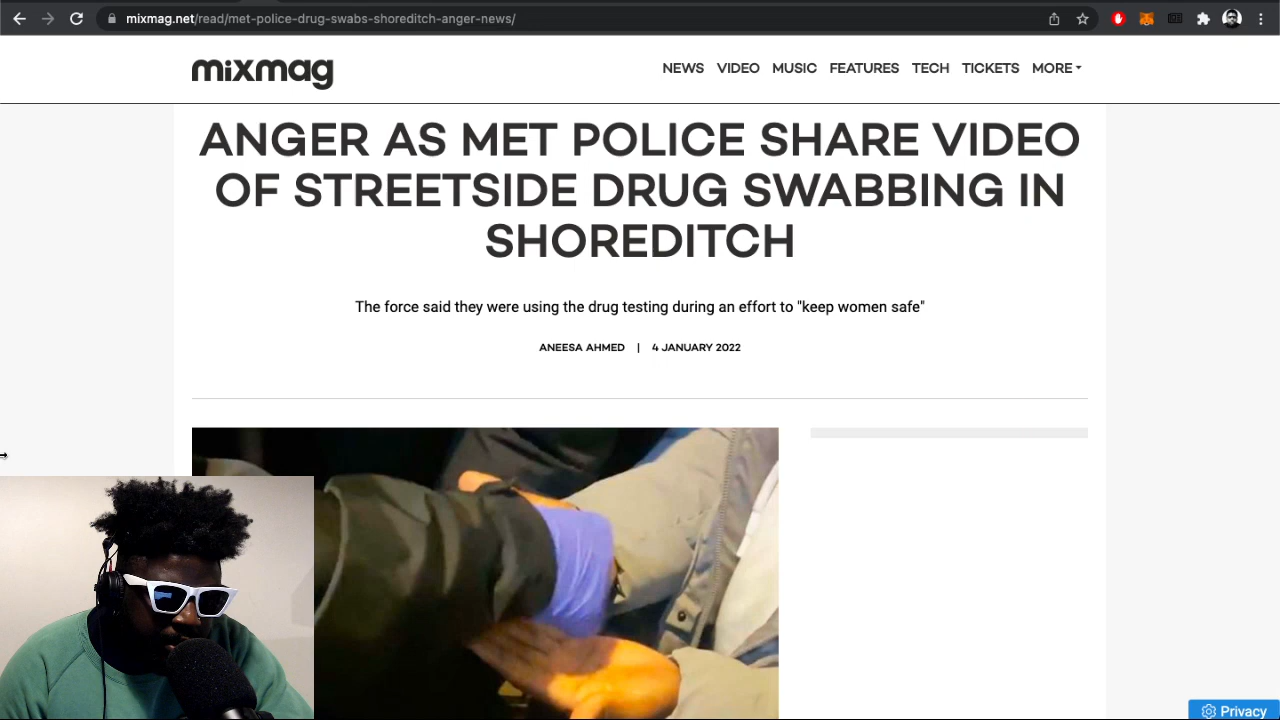 mixmag.net/read/met-police-drug-swabs-shoreditch-anger-news/
mixmag
NEWS VIDEO MUSIC FEATURES TECH TICKETS MORE
ANGER AS MET POLICE SHARE VIDEO
OF STREETSIDE DRUG SWABBING IN
SHOREDITCH
The force said they were using the drug testing during an effort to "keep women safe"
ANEESA AHMED | 4 JANUARY 2022
Privacy